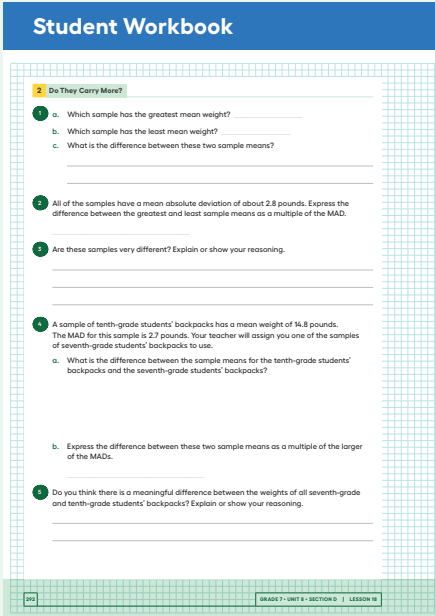 Student Workbook
2 Do They Carry More?
1 a. Which sample has the greatest mean weight?
b. Which sample has the least mean weight?
c. What is the difference between these two sample means?
2 All of the samples have a mean absolute deviation of about 2.8 pounds. Express the
difference between the greatest and least sample means as a multiple of the MAD.
3 Are these samples very different? Explain or show your reasoning.
4 A sample of tenth-grade students' backpacks has a mean weight of 14.8 pounds.
The MAD for this sample is 2.7 pounds. Your teacher will assign you one of the samples
of seventh-grade students' backpacks to use.
a. What is the difference between the sample means for the tenth-grade students'
backpacks and the seventh-grade students' backpacks?
b. Express the difference between these two sample means as a multiple of the larger
of the MADs.
5 Do you think there is a meaningful difference between the weights of all seventh-grade
and tenth-grade students' backpacks? Explain or show your reasoning.
292 GRADE 7 • UNIT 8 • SECTION D | LESSON 18